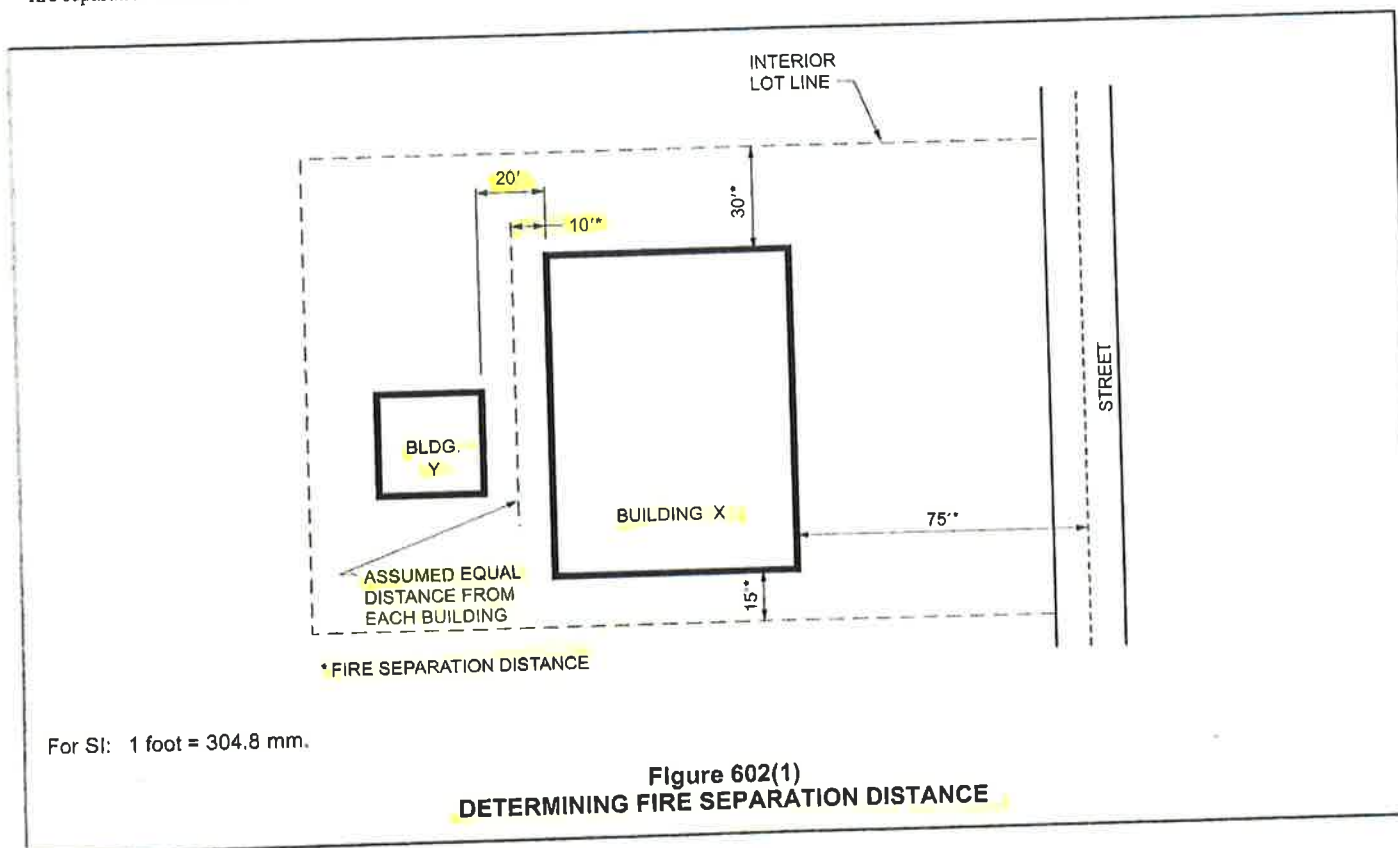 INTERIOR
LOT LINE
20'
10'*
30'*
BLDG.
Y
BUILDING X
STREET
75'*
15'*
ASSUMED EQUAL
DISTANCE FROM
EACH BUILDING
* FIRE SEPARATION DISTANCE
For SI: 1 foot = 304.8 mm.
Figure 602(1)
DETERMINING FIRE SEPARATION DISTANCE